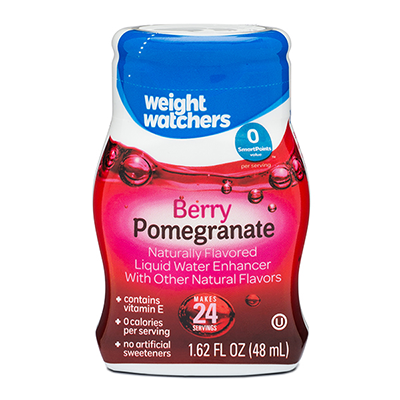 weight
watchers
0
SmartPoints
value
per serving
™
Berry
Pomegranate
Naturally Flavored
Liquid Water Enhancer
With Other Natural Flavors
+ contains
vitamin E
+ 0 calories
per serving
+ no artificial
sweeteners
MAKES
24
SERVINGS
U
1.62 FL OZ (48 mL)